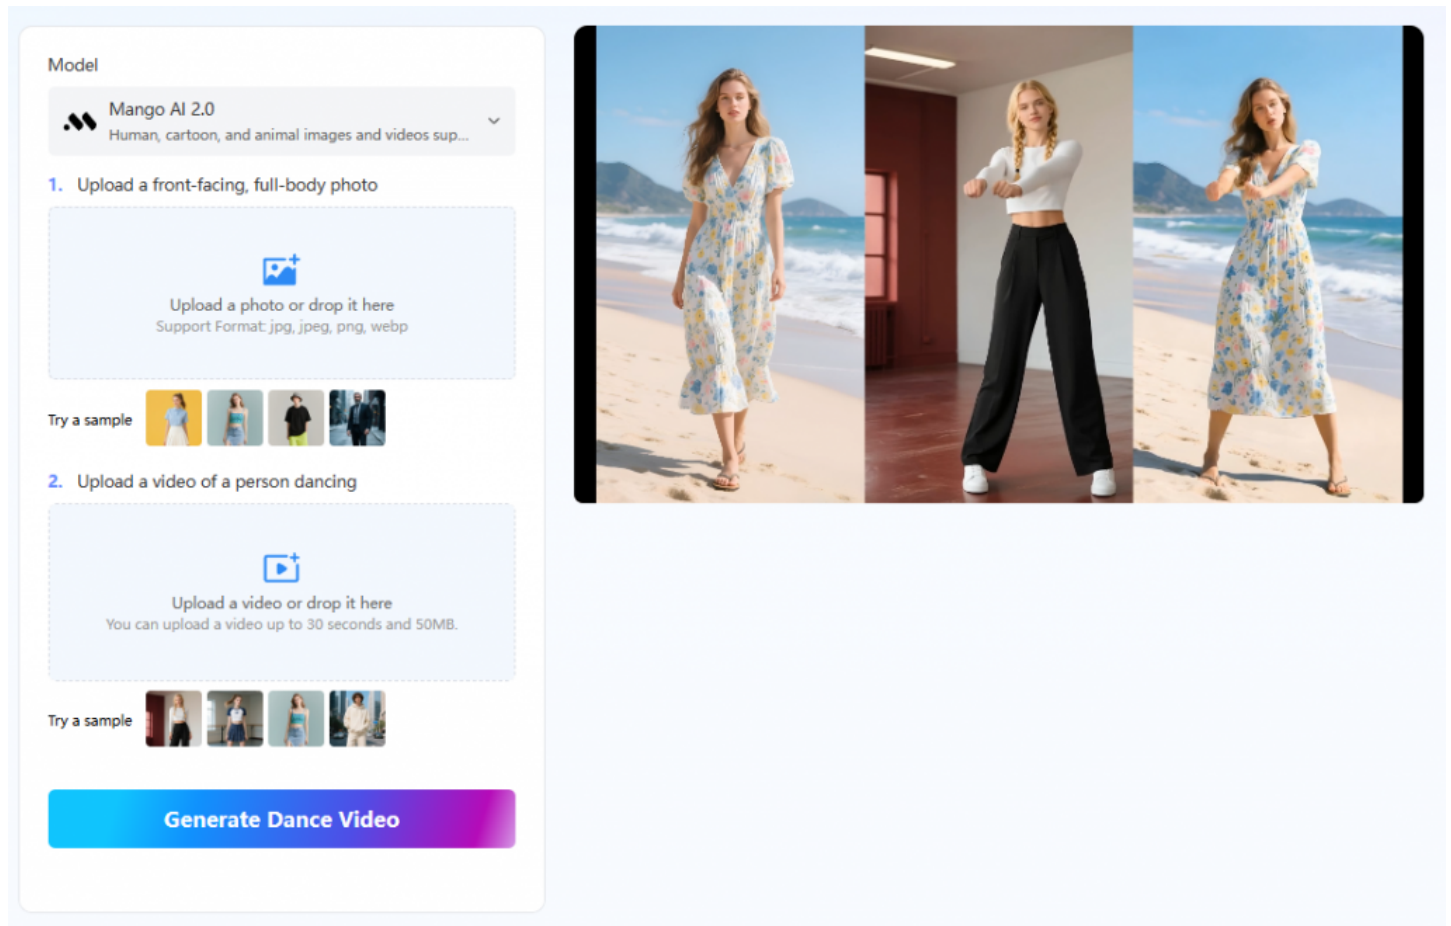 Model
Mango AI 2.0
Human, cartoon, and animal images and videos sup...
1. Upload a front-facing, full-body photo
Upload a photo or drop it here
Support Format: jpg, jpeg, png, webp
Try a sample
2. Upload a video of a person dancing
Upload a video or drop it here
You can upload a video up to 30 seconds and 50MB.
Try a sample
Generate Dance Video